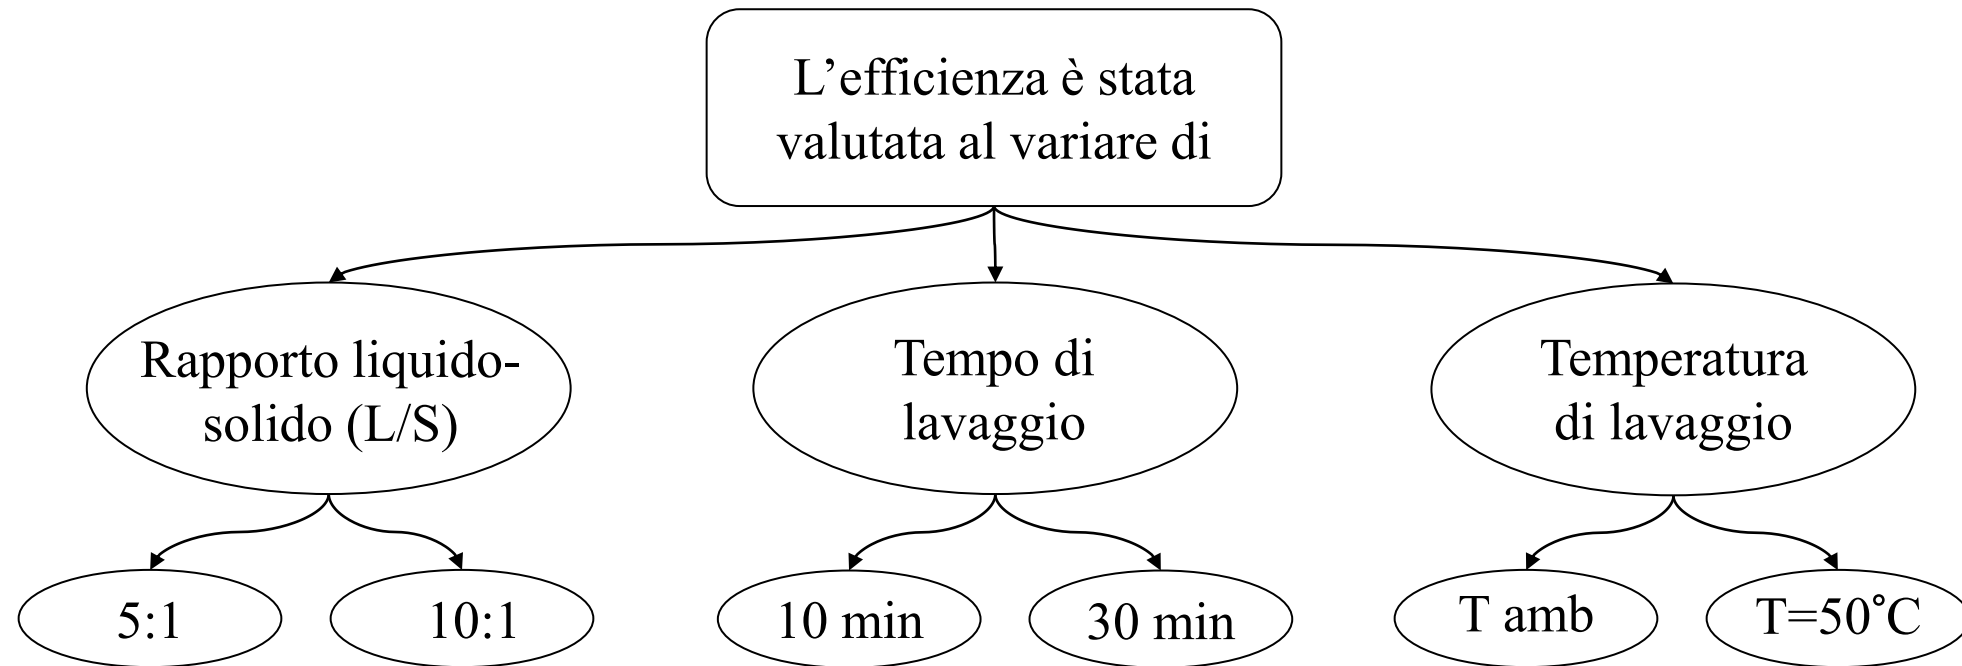 L’efficienza è stata
valutata al variare di
Rapporto liquido-
solido (L/S)
Tempo di
lavaggio
Temperatura
di lavaggio
5:1
10:1
10 min
30 min
T amb
T=50°C